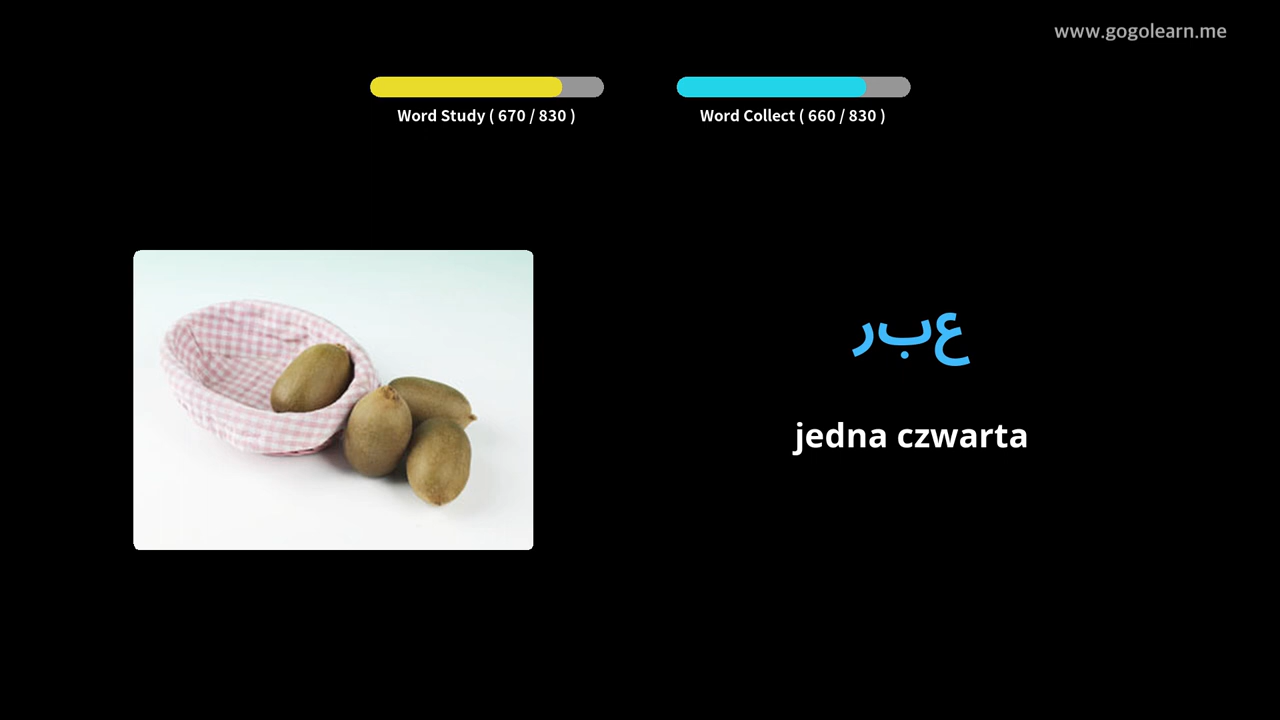 www.gogolearn.me
Word Study ( 670 / 830 )
Word Collect ( 660 / 830 )
ربع
jedna czwarta